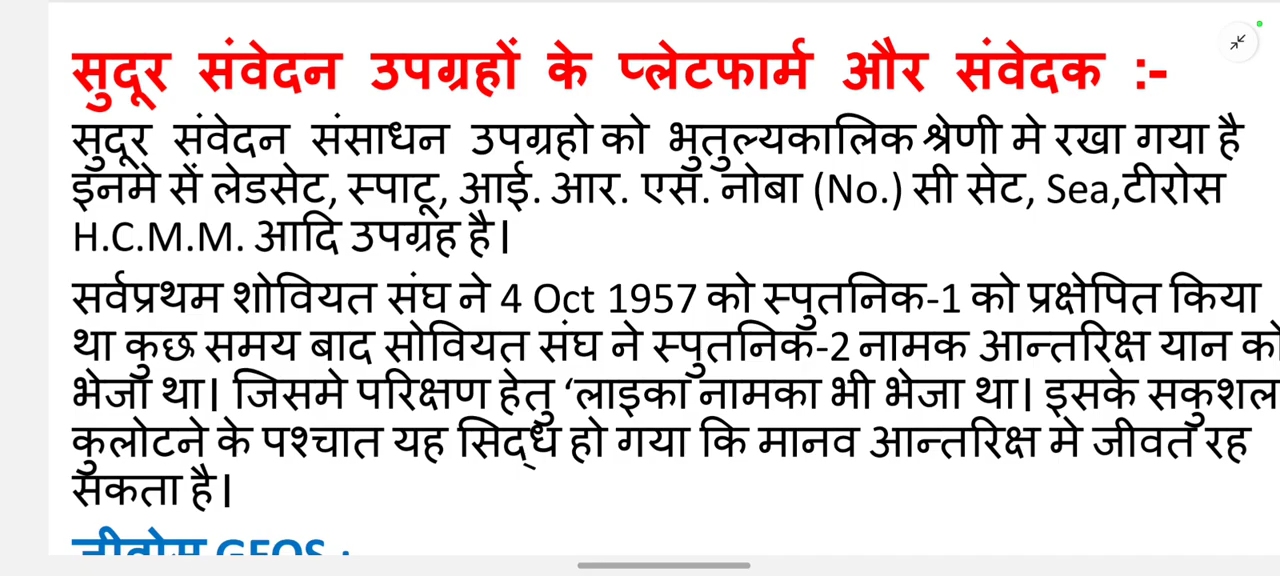 सुदूर संवेदन उपग्रहों के प्लेटफार्म और संवेदक :-
सुदूर संवेदन संसाधन उपग्रहो को भुतुल्यकालिक श्रेणी मे रखा गया है
इनमे सें लेडसेट, स्पाटू, आई. आर. एस. नोबा (No.) सी सेट, Sea,टीरोस
H.C.M.M. आदि उपग्रह है।
सर्वप्रथम शोवियत संघ ने 4 Oct 1957 को स्पुतनिक-1 को प्रक्षेपित किया
था कुछ समय बाद सोवियत संघ ने स्पुतनिक-2 नामक आन्तरिक्ष यान को
भेजा था। जिसमे परिक्षण हेतु ‘लाइका नामका भी भेजा था। इसके सकुशल
कुलोटने के पश्चात यह सिद्ध हो गया कि मानव आन्तरिक्ष मे जीवत रह
सकता है।
GEOS :